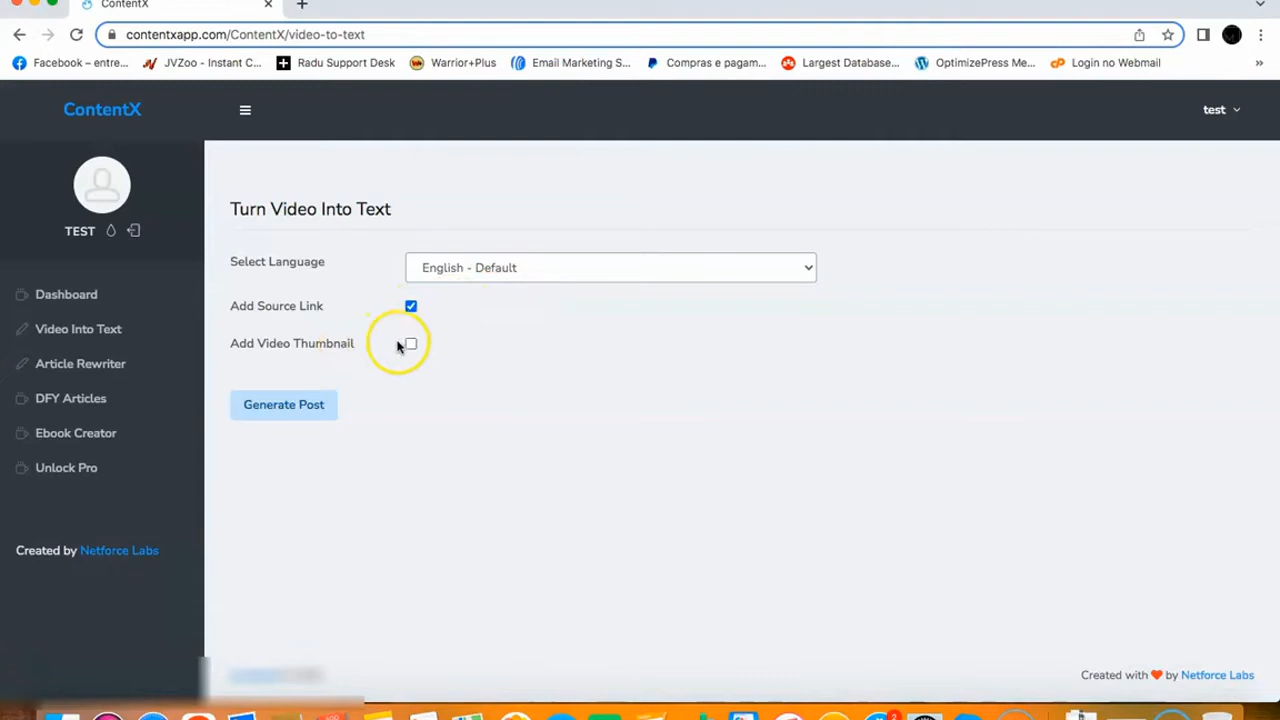 ContentX
contentxapp.com/ContentX/video-to-text
Facebook – entre...
JVZoo - Instant C...
Radu Support Desk
Warrior+Plus
Email Marketing S...
Compras e pagam...
Largest Database...
OptimizePress Me...
Login no Webmail
»
ContentX
test
TEST
Dashboard
Video Into Text
Article Rewriter
DFY Articles
Ebook Creator
Unlock Pro
Created by Netforce Labs
Turn Video Into Text
Select Language
English - Default
Add Source Link
Add Video Thumbnail
Generate Post
Created with ❤ by Netforce Labs
2